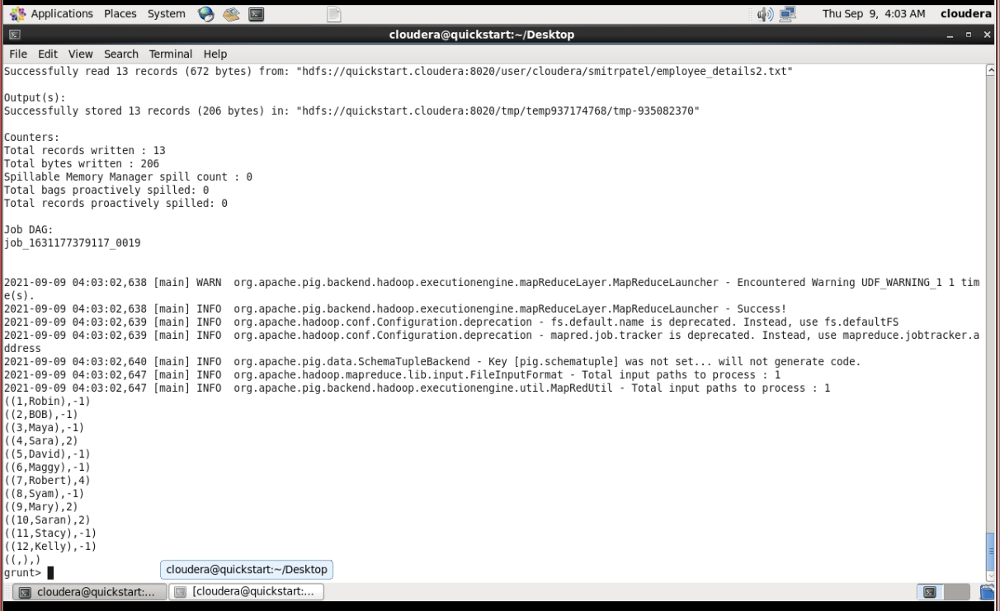 Applications Places System Thu Sep 9, 4:03 AM cloudera
cloudera@quickstart:~/Desktop
File Edit View Search Terminal Help
Successfully read 13 records (672 bytes) from: "hdfs://quickstart.cloudera:8020/user/cloudera/smitrpatel/employee_details2.txt"
Output(s):
Successfully stored 13 records (206 bytes) in: "hdfs://quickstart.cloudera:8020/tmp/temp937174768/tmp-935082370"
Counters:
Total records written : 13
Total bytes written : 206
Spillable Memory Manager spill count : 0
Total bags proactively spilled: 0
Total records proactively spilled: 0
Job DAG:
job_1631177379117_0019
2021-09-09 04:03:02,638 [main] WARN  org.apache.pig.backend.hadoop.executionengine.mapReduceLayer.MapReduceLauncher - Encountered Warning UDF_WARNING_1 1 tim
e(s).
2021-09-09 04:03:02,638 [main] INFO  org.apache.pig.backend.hadoop.executionengine.mapReduceLayer.MapReduceLauncher - Success!
2021-09-09 04:03:02,639 [main] INFO  org.apache.hadoop.conf.Configuration.deprecation - fs.default.name is deprecated. Instead, use fs.defaultFS
2021-09-09 04:03:02,639 [main] INFO  org.apache.hadoop.conf.Configuration.deprecation - mapred.job.tracker is deprecated. Instead, use mapreduce.jobtracker.a
ddress
2021-09-09 04:03:02,640 [main] INFO  org.apache.pig.data.SchemaTupleBackend - Key [pig.schematuple] was not set... will not generate code.
2021-09-09 04:03:02,647 [main] INFO  org.apache.hadoop.mapreduce.lib.input.FileInputFormat - Total input paths to process : 1
2021-09-09 04:03:02,647 [main] INFO  org.apache.pig.backend.hadoop.executionengine.util.MapRedUtil - Total input paths to process : 1
((1,Robin),-1)
((2,BOB),-1)
((3,Maya),-1)
((4,Sara),2)
((5,David),-1)
((6,Maggy),-1)
((7,Robert),4)
((8,Syam),-1)
((9,Mary),2)
((10,Saran),2)
((11,Stacy),-1)
((12,Kelly),-1)
((,),)
grunt>
cloudera@quickstart:~/Desktop
cloudera@quickstart:... [cloudera@quickstart:...